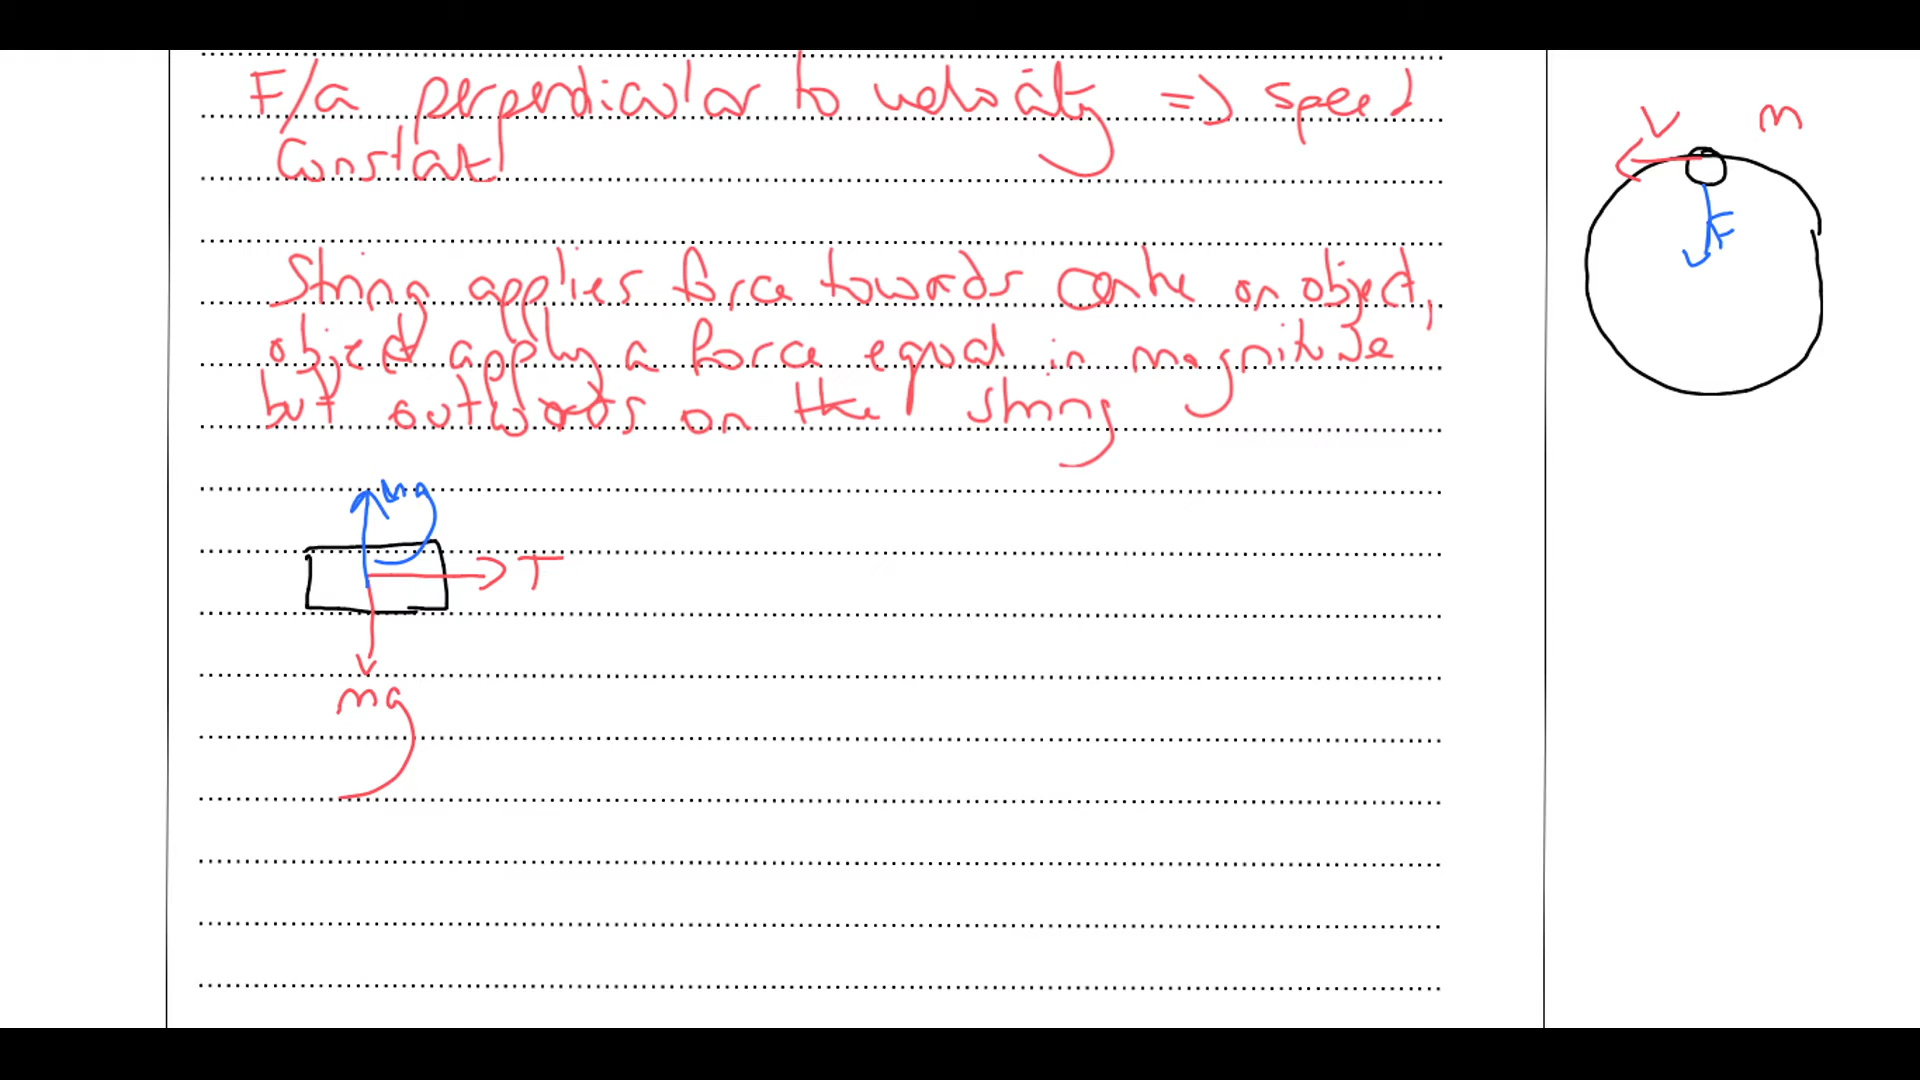 F/a perpendicular to velocity => speed
constant
String applies force towards centre on object,
object apply a force equal in magnitude
but outwards on the string
mg
T
mg
V
m
F